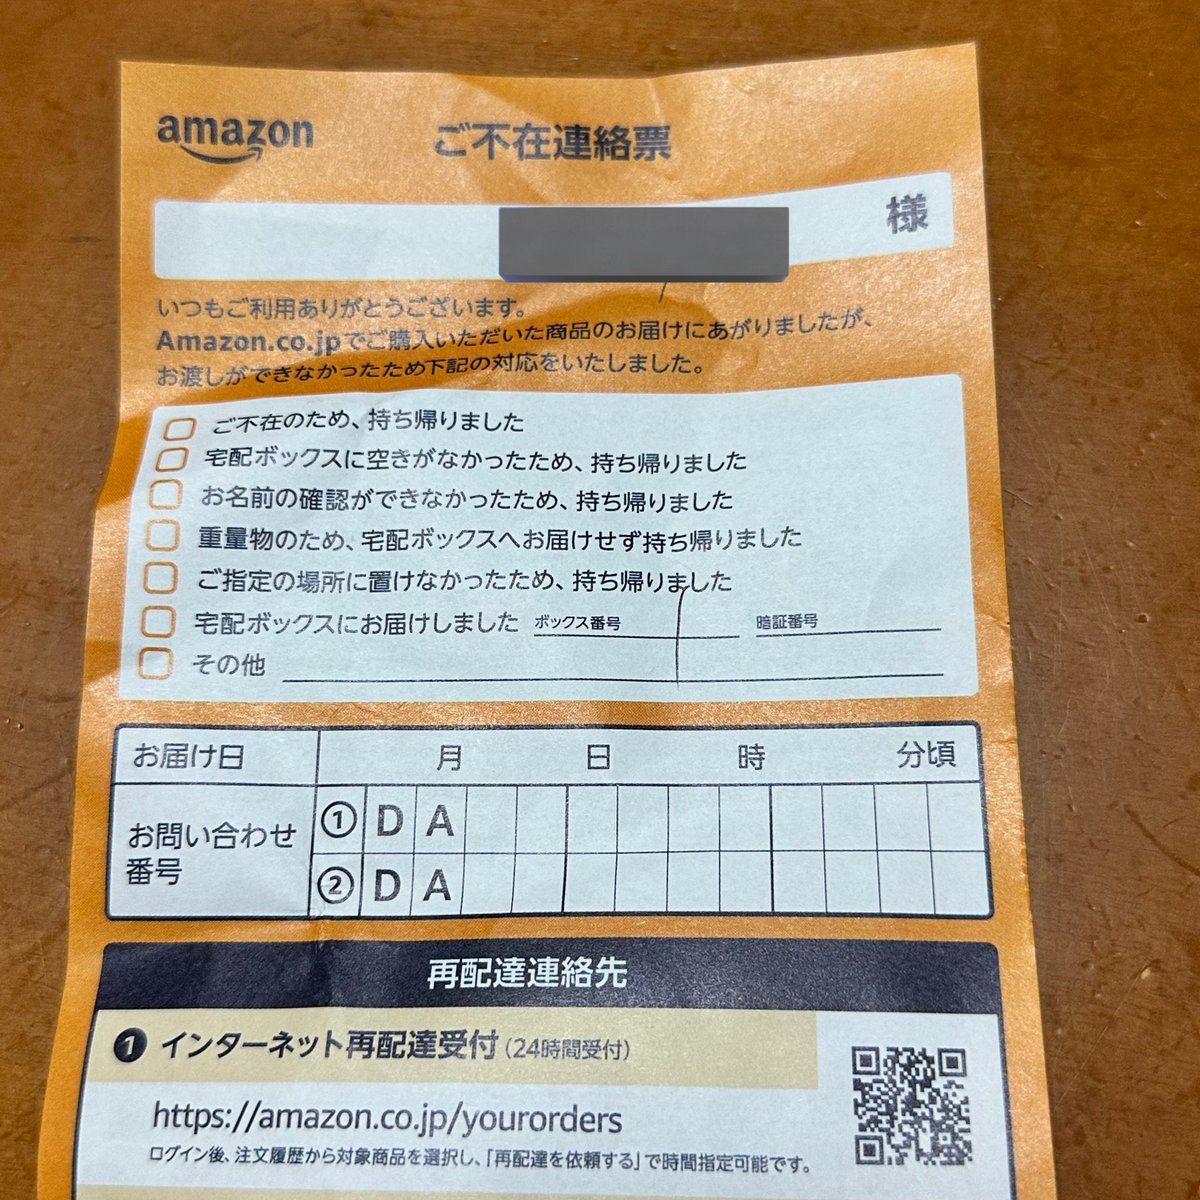 amazon
ご不在連絡票
様
いつもご利用ありがとうございます。
Amazon.co.jpでご購入いただいた商品のお届けにあがりましたが、
お渡しができなかったため下記の対応をいたしました。
ご不在のため、持ち帰りました
宅配ボックスに空きがなかったため、持ち帰りました
お名前の確認ができなかったため、持ち帰りました
重量物のため、宅配ボックスへお届けせず持ち帰りました
ご指定の場所に置けなかったため、持ち帰りました
宅配ボックスにお届けしました ボックス番号 暗証番号
その他
お届け日 月 日 時 分頃
お問い合わせ
番号
① D A
② D A
再配達連絡先
❶ インターネット再配達受付（24時間受付）
https://amazon.co.jp/yourorders
ログイン後、注文履歴から対象商品を選択し、「再配達を依頼する」で時間指定可能です。